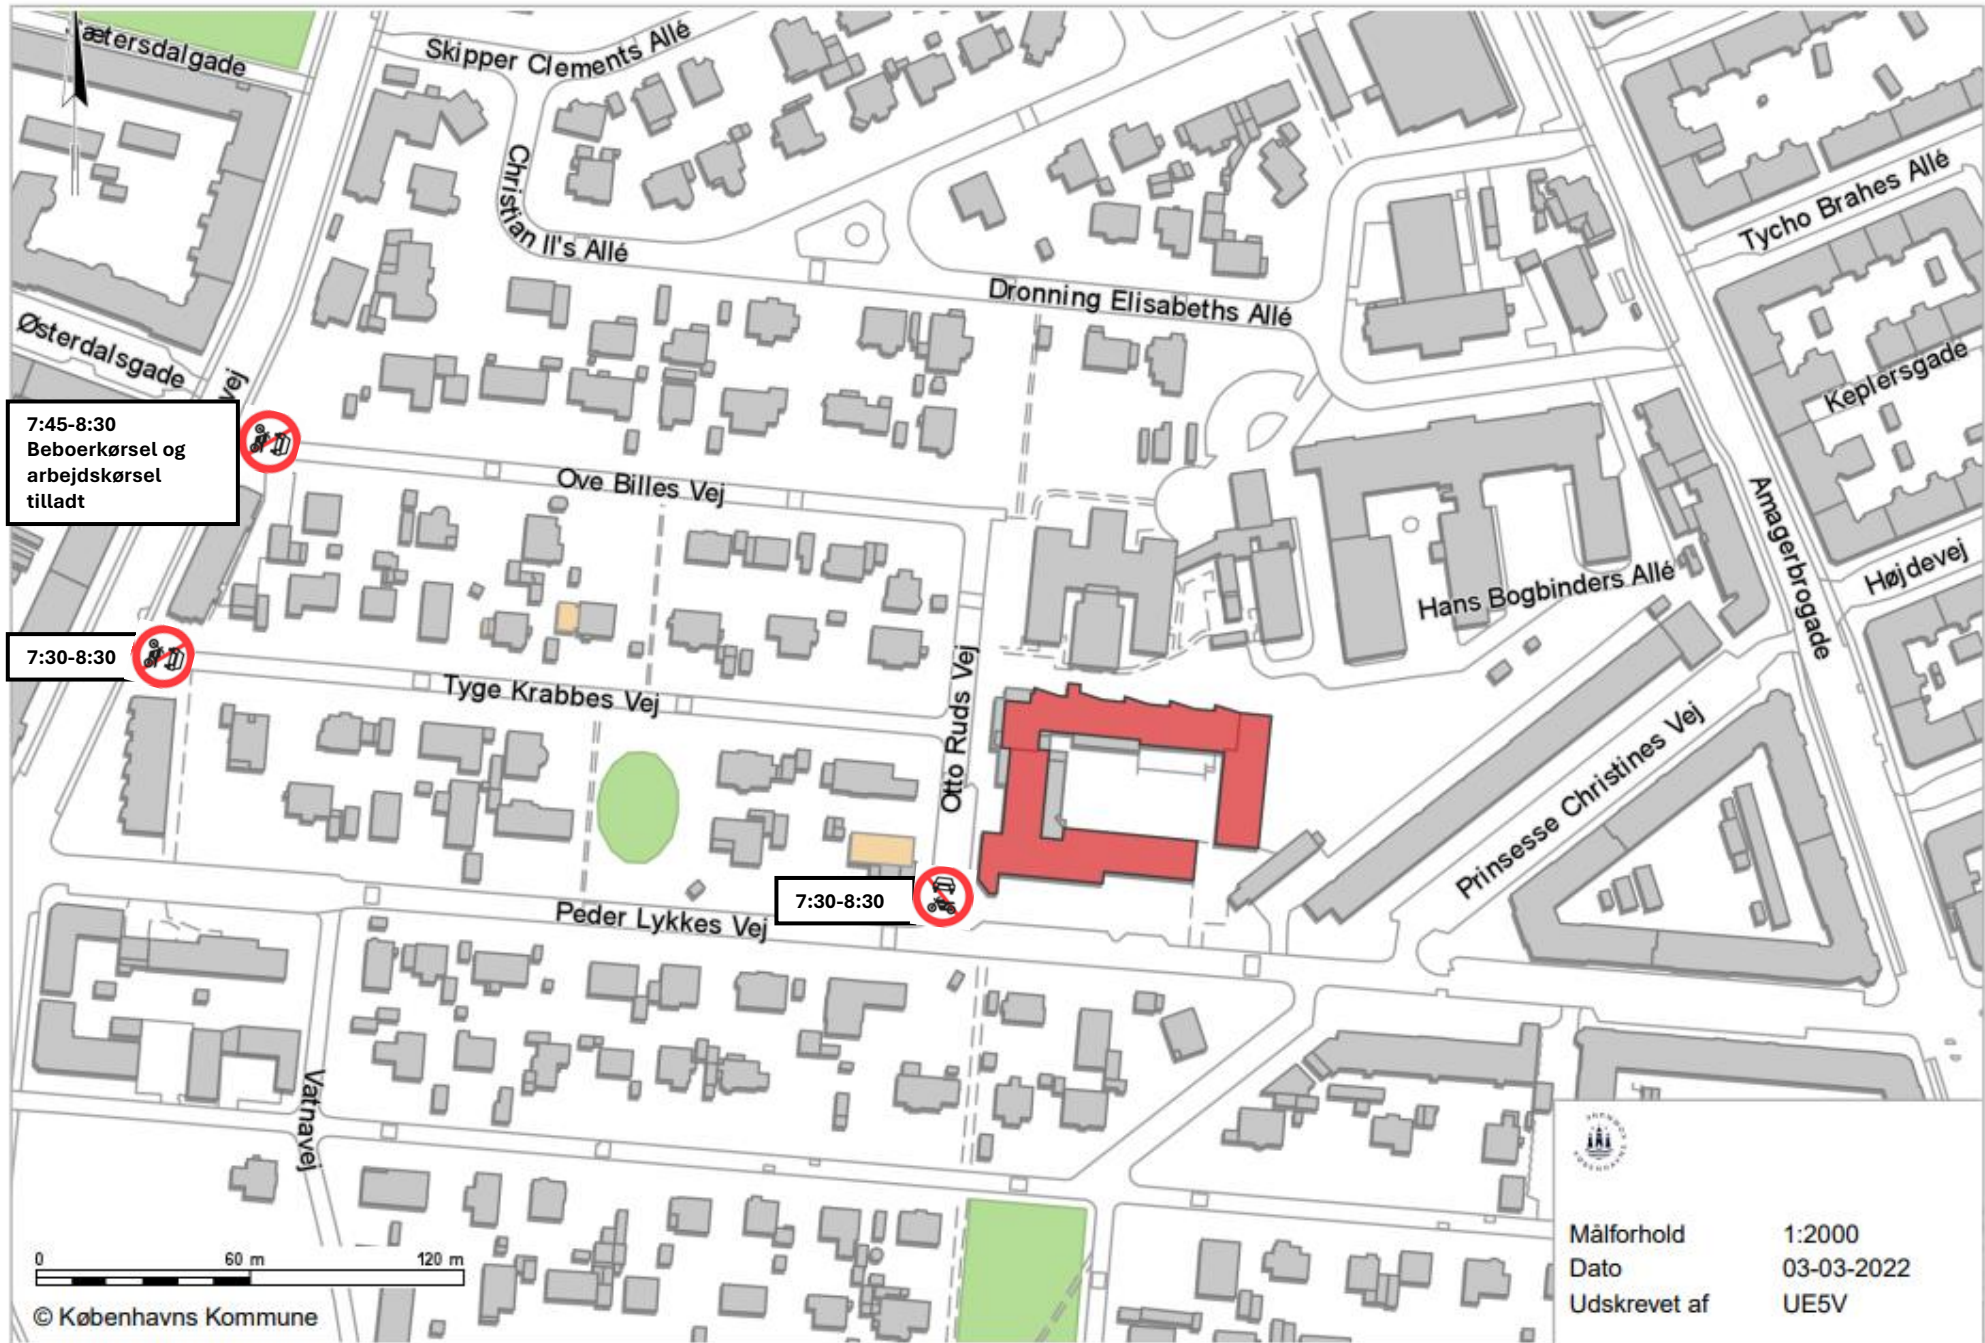 ætersdalgade
Skipper Clements Allé
Christian II's Allé
Tycho Brahes Allé
Dronning Elisabeths Allé
Østerdalsgade
Keplersgade
vej
7:45-8:30
Beboerkørsel og
arbejdskørsel
tilladt
Ove Billes Vej
Amagerbrogade
Højdevej
Hans Bogbinders Allé
7:30-8:30
Tyge Krabbes Vej
Otto Ruds Vej
Prinsesse Christines Vej
7:30-8:30
Peder Lykkes Vej
Vatnavej
Målforhold 1:2000
Dato 03-03-2022
Udskrevet af UE5V
0 60 m 120 m
© Københavns Kommune